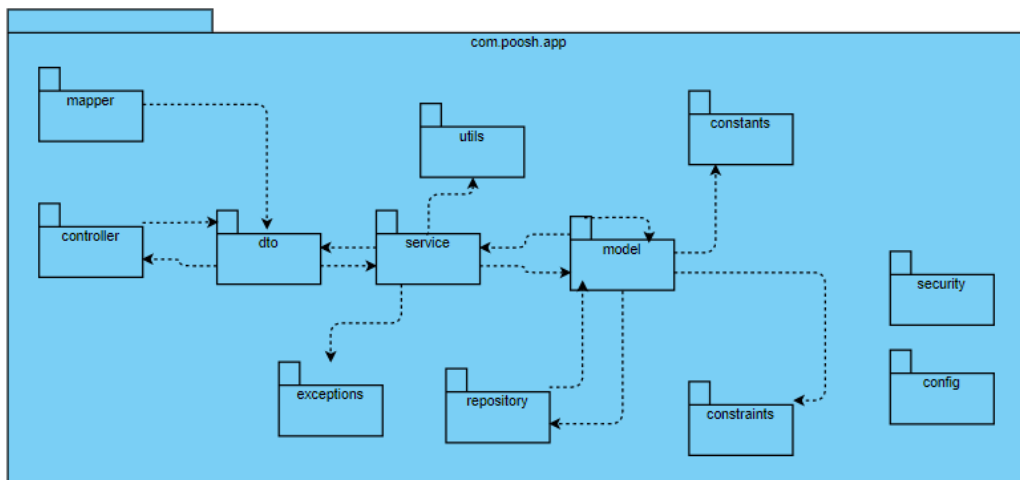 com.poosh.app
mapper
utils
constants
controller
dto
service
model
security
exceptions
repository
constraints
config